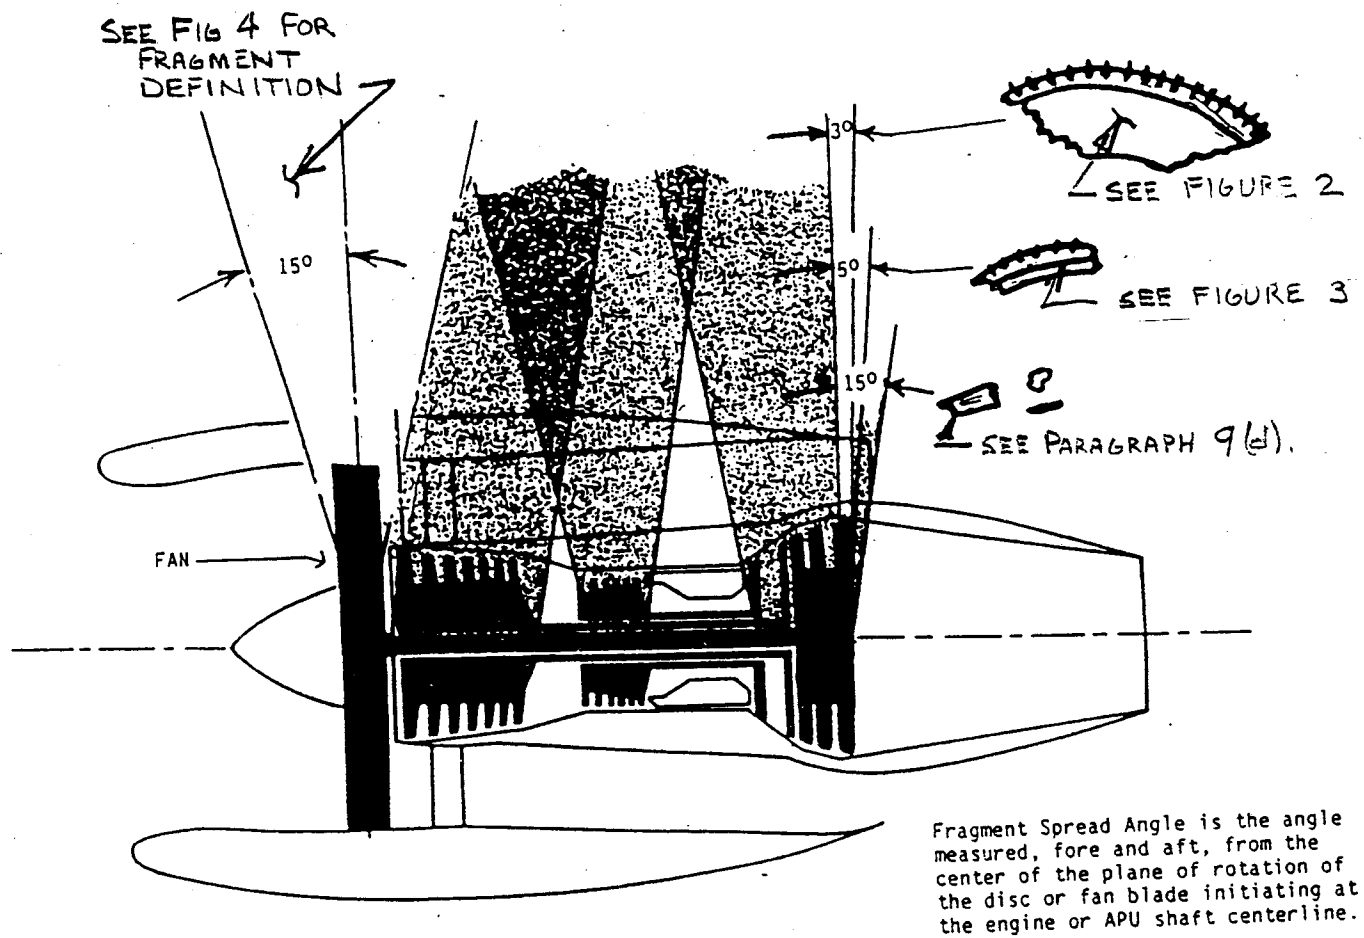 SEE FIG 4 FOR
FRAGMENT
DEFINITION
3°
SEE FIGURE 2
15°
5°
SEE FIGURE 3
15°
SEE PARAGRAPH 9(d).
FAN
Fragment Spread Angle is the angle
measured, fore and aft, from the
center of the plane of rotation of
the disc or fan blade initiating at
the engine or APU shaft centerline.